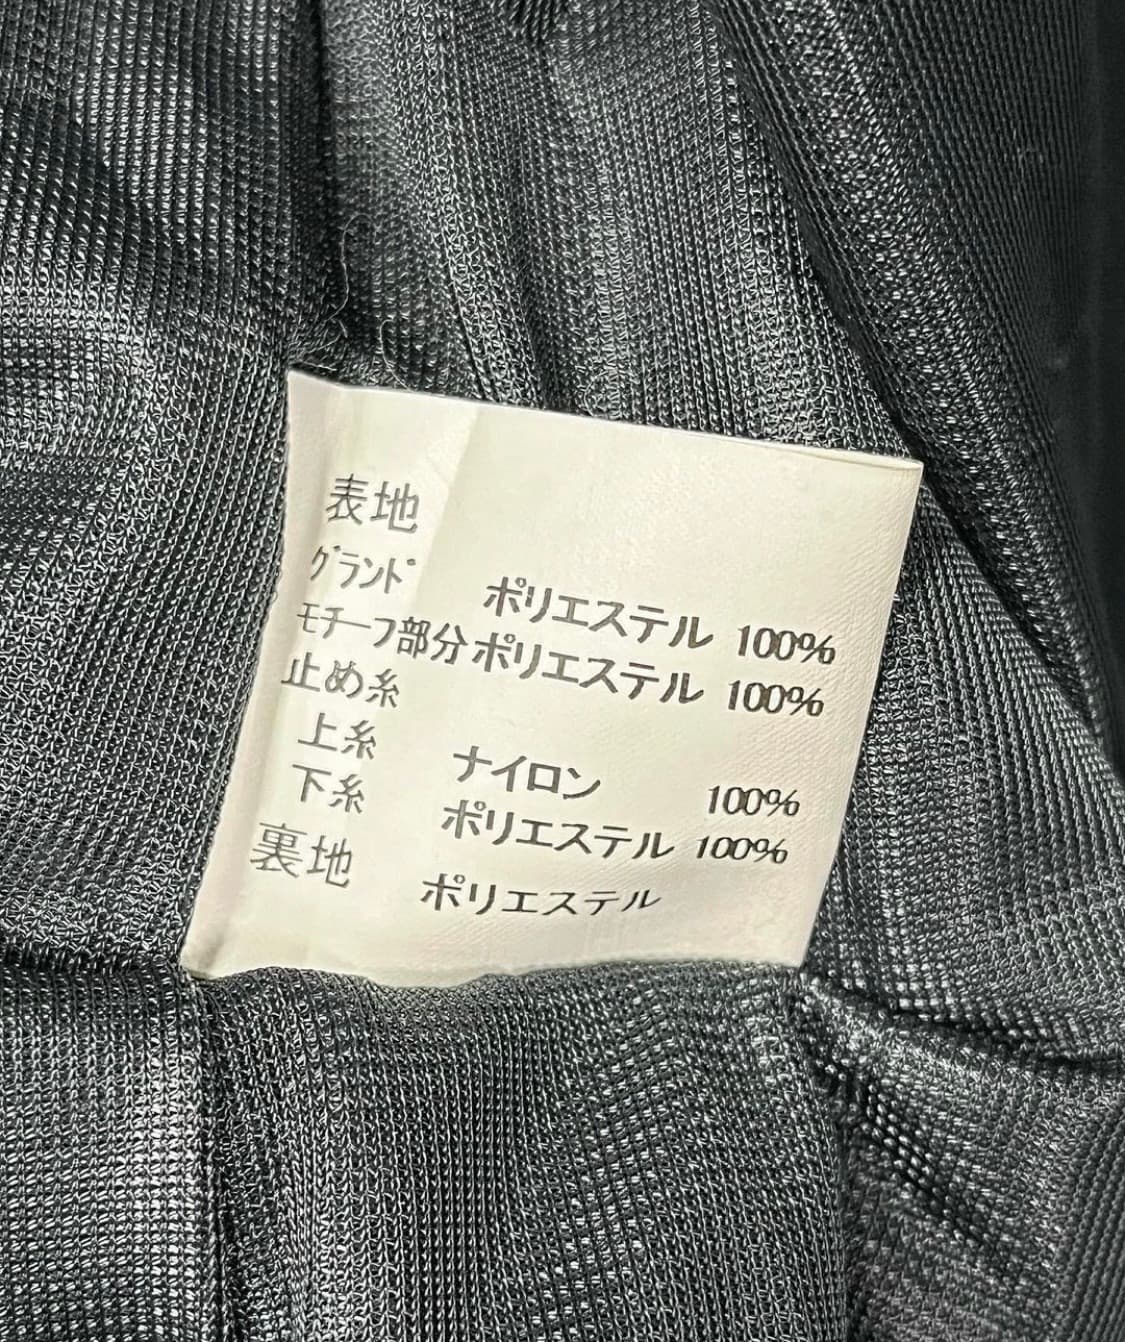 表地
グランド ポリエステル 100%
モチーフ部分 ポリエステル 100%
止め糸
上糸 ナイロン 100%
下糸 ポリエステル 100%
裏地 ポリエステル